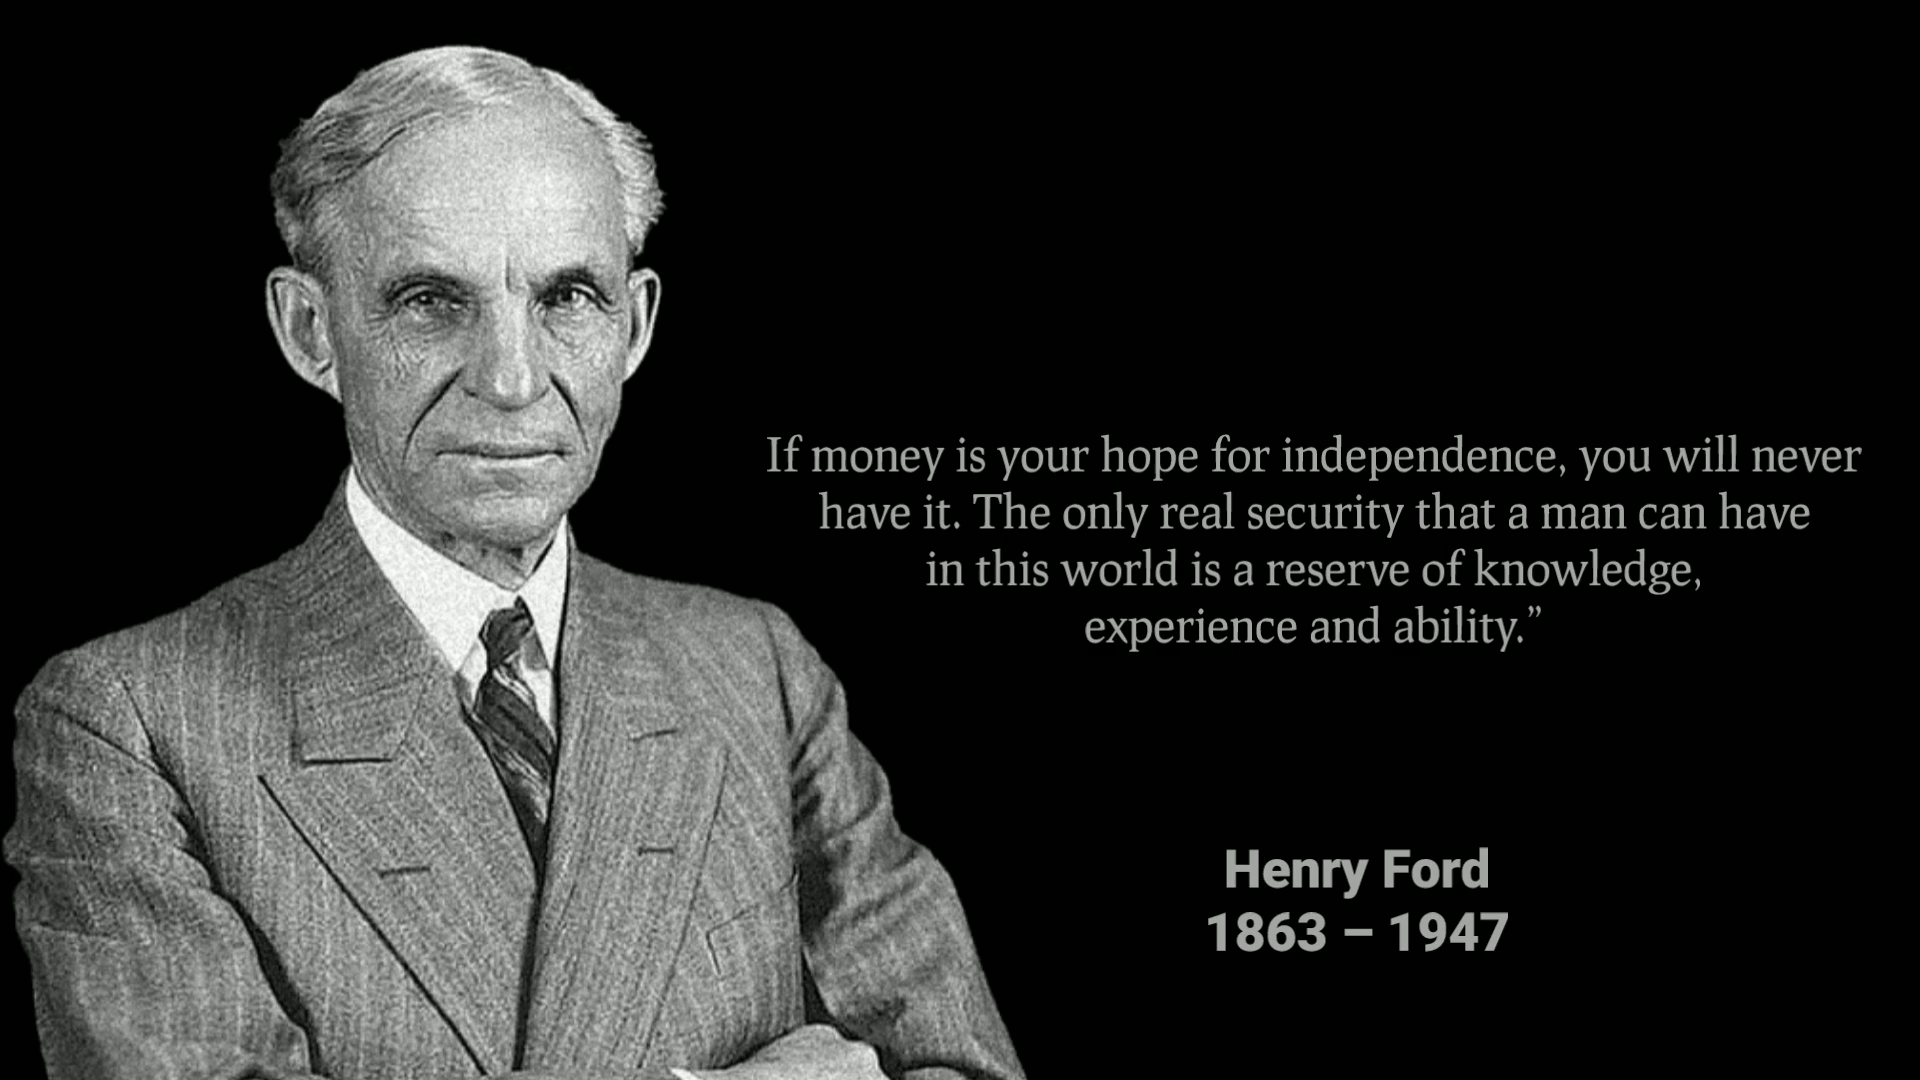 If money is your hope for independence, you will never
have it. The only real security that a man can have
in this world is a reserve of knowledge,
experience and ability.”
Henry Ford
1863 – 1947